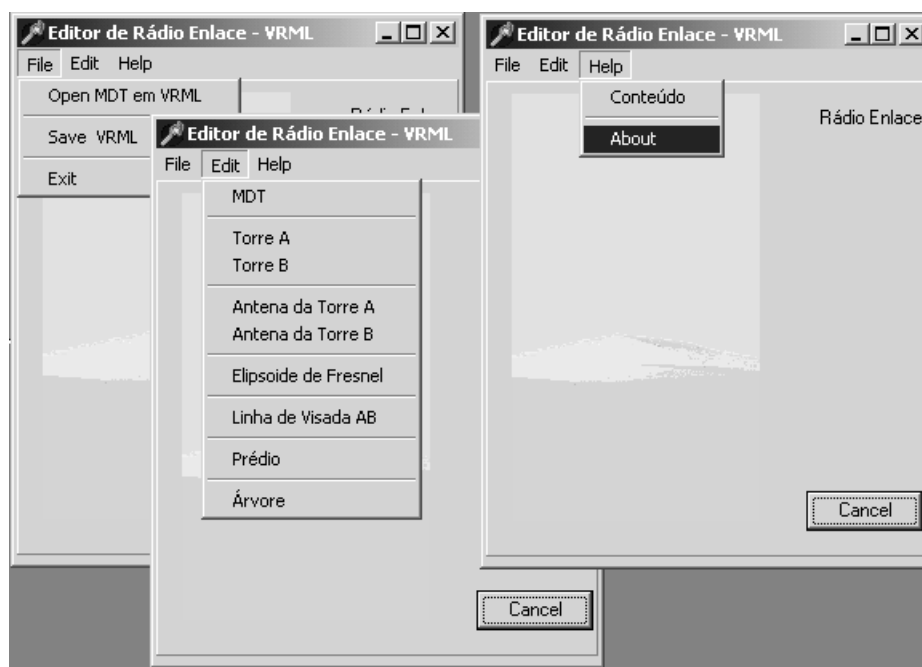 Editor de Rádio Enlace - VRML
File Edit Help
Open MDT em VRML
Save VRML
Exit
Editor de Rádio Enlace - VRML
File Edit Help
MDT
Torre A
Torre B
Antena da Torre A
Antena da Torre B
Elipsoide de Fresnel
Linha de Visada AB
Prédio
Árvore
Cancel
Editor de Rádio Enlace - VRML
File Edit Help
Conteúdo
About
Rádio Enlace
Cancel